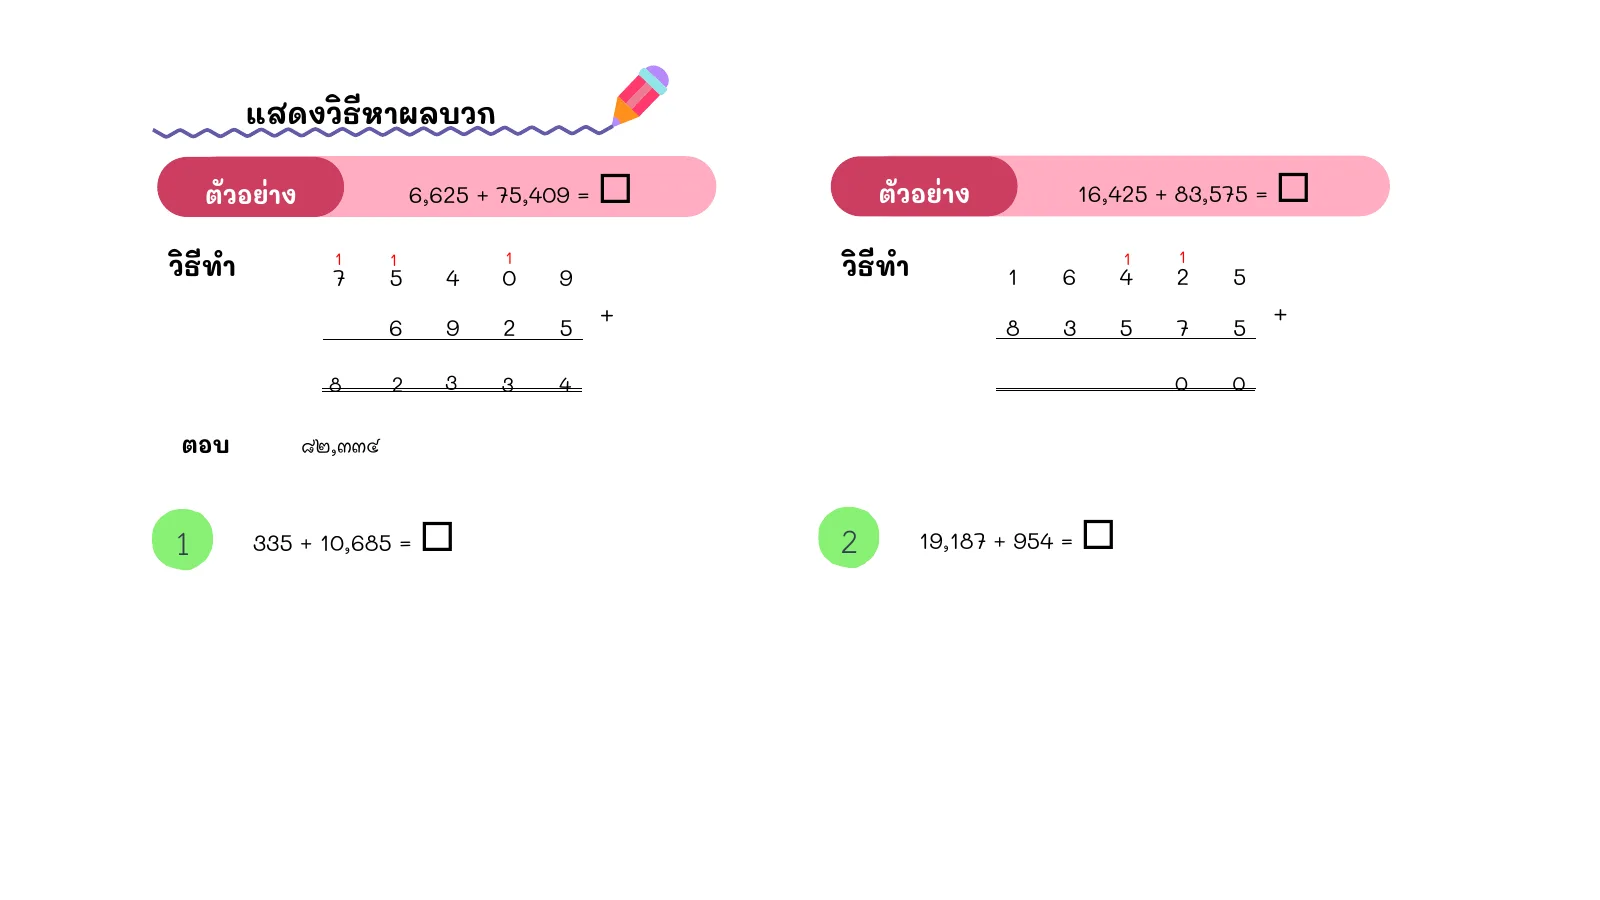 แสดงวิธีหาผลบวก
ตัวอย่าง 6,625 + 75,409 = □
วิธีทำ
1 1 1
7 5 4 0 9
+
6 9 2 5
8 2 3 3 4
ตอบ ๘๒,๓๓๔
ตัวอย่าง 16,425 + 83,575 = □
วิธีทำ
1 1
1 6 4 2 5
+
8 3 5 7 5
0 0
1 335 + 10,685 = □
2 19,187 + 954 = □